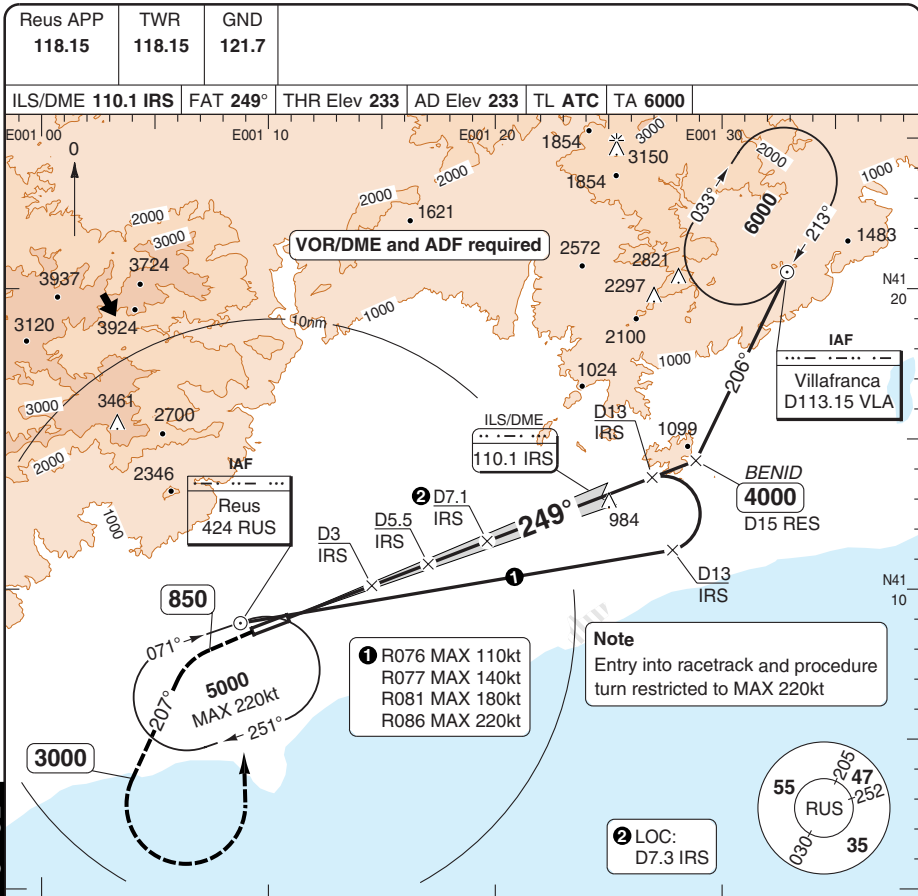 Reus APP
118.15
TWR
118.15
GND
121.7
ILS/DME 110.1 IRS
FAT 249°
THR Elev 233
AD Elev 233
TL ATC
TA 6000
E001 00
E001 10
E001 20
E001 30
0
1854
3000
3150
1854
2000
1000
2000
2000
2000
1621
3000
033°
6000
213°
1483
VOR/DME and ADF required
3937
3724
2572
2821
2297
N41
20
3120
3924
10nm
1000
2100
IAF
Villafranca
D113.15 VLA
1024
1000
206°
3000
3461
2700
ILS/DME
110.1 IRS
D13
IRS
1099
2000
2346
IAF
Reus
424 RUS
BENID
4000
D15 RES
1000
❷ D7.1
IRS
249°
984
D5.5
IRS
D3
IRS
D13
IRS
❶
N41
10
850
071°
5000
MAX 220kt
251°
207°
3000
❶ R076 MAX 110kt
R077 MAX 140kt
R081 MAX 180kt
R086 MAX 220kt
Note
Entry into racetrack and procedure
turn restricted to MAX 220kt
❷ LOC:
D7.3 IRS
55
205
47
252
RUS
030
35